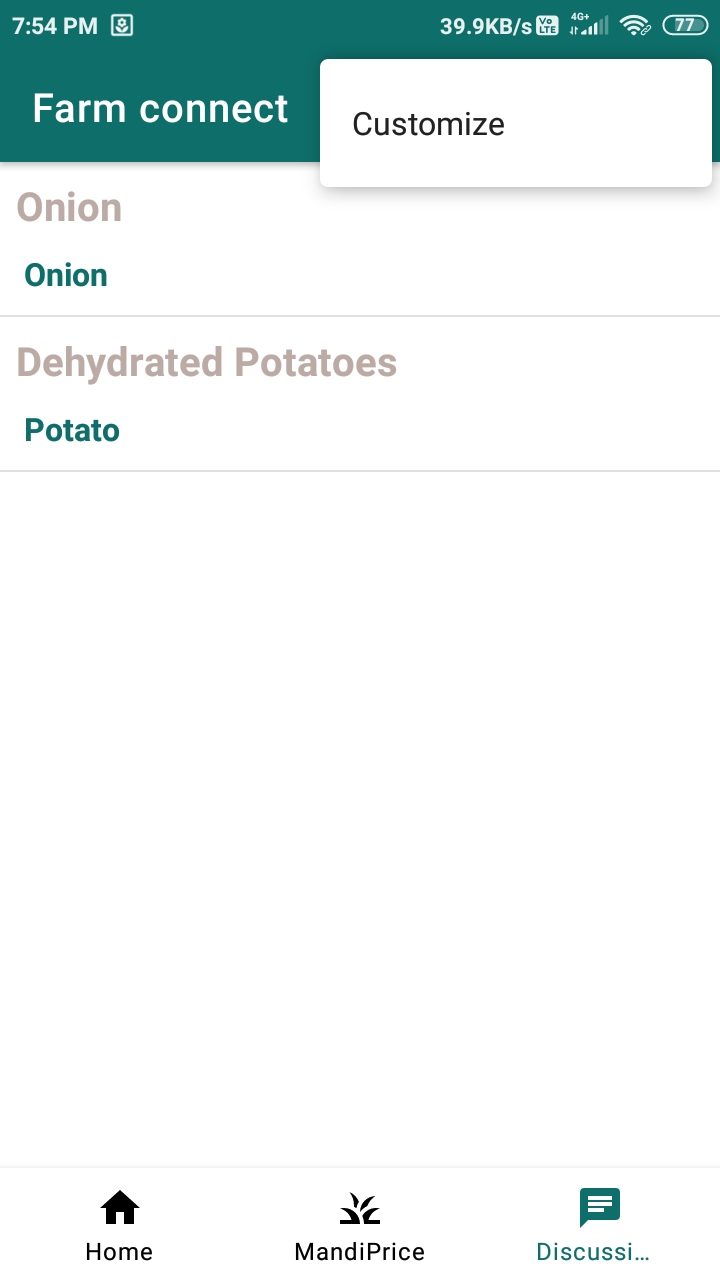 7:54 PM 39.9KB/s Vo LTE 4G+ 77
Farm connect
Customize
Onion
Onion
Dehydrated Potatoes
Potato
Home MandiPrice Discussi...